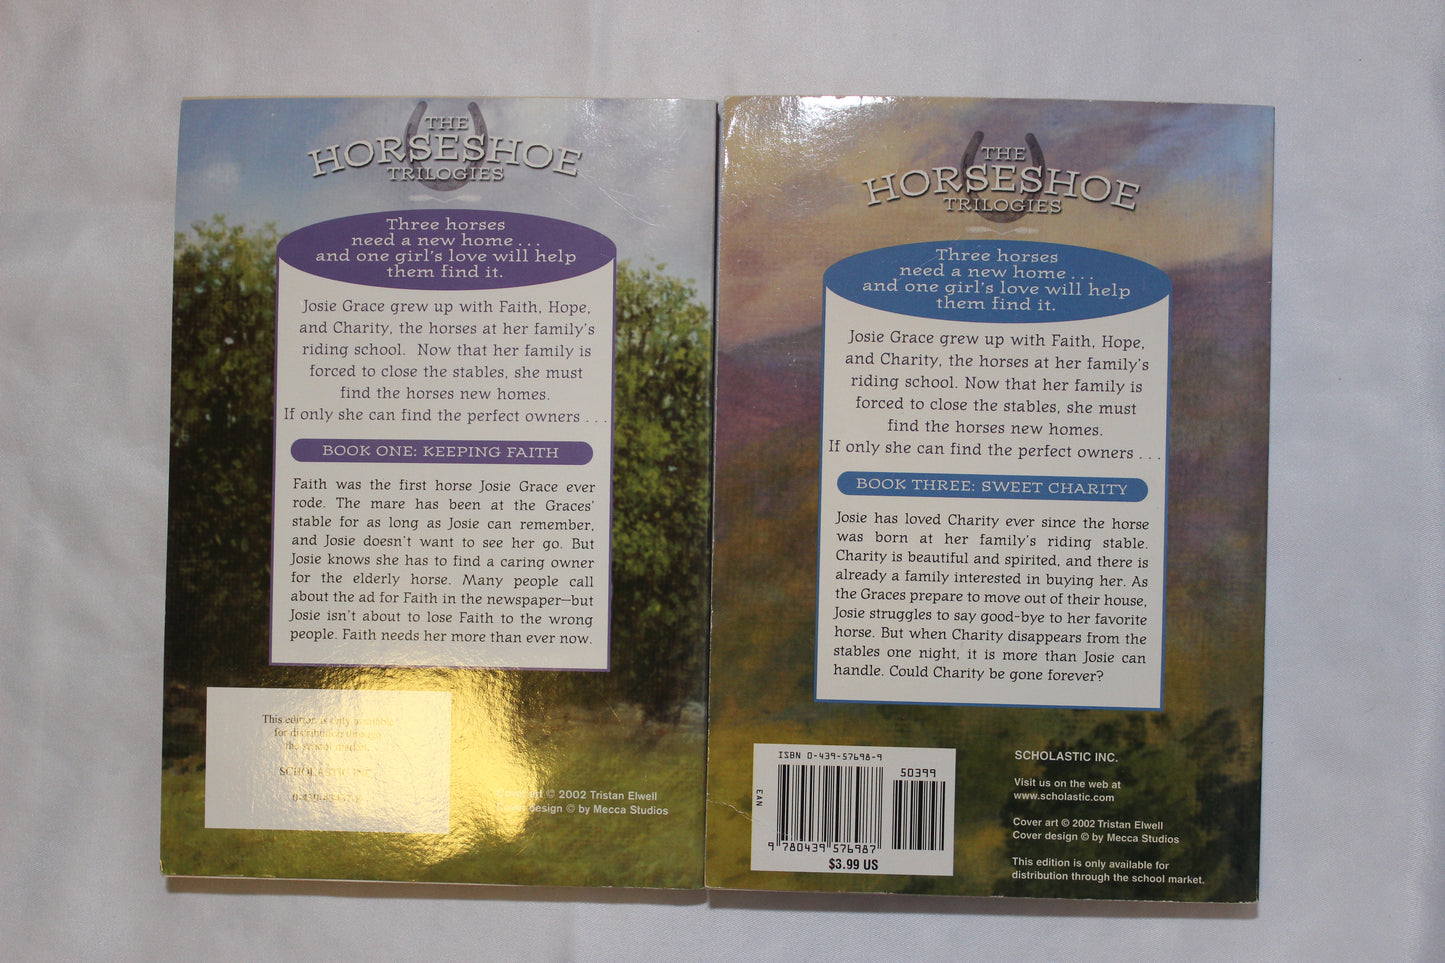 THE
HORSESHOE
TRILOGIES
Three horses
need a new home . . .
and one girl's love will help
them find it.
Josie Grace grew up with Faith, Hope,
and Charity, the horses at her family's
riding school. Now that her family is
forced to close the stables, she must
find the horses new homes.
If only she can find the perfect owners . . .
BOOK ONE: KEEPING FAITH
Faith was the first horse Josie Grace ever
rode. The mare has been at the Graces'
stable for as long as Josie can remember,
and Josie doesn't want to see her go. But
Josie knows she has to find a caring owner
for the elderly horse. Many people call
about the ad for Faith in the newspaper—but
Josie isn't about to lose Faith to the wrong
people. Faith needs her more than ever now.
This edition is only available
for distribution through
the school market.
SCHOLASTIC INC.
Cover art © 2002 Tristan Elwell
Cover design © by Mecca Studios
THE
HORSESHOE
TRILOGIES
Three horses
need a new home . . .
and one girl's love will help
them find it.
Josie Grace grew up with Faith, Hope,
and Charity, the horses at her family's
riding school. Now that her family is
forced to close the stables, she must
find the horses new homes.
If only she can find the perfect owners . . .
BOOK THREE: SWEET CHARITY
Josie has loved Charity ever since the horse
was born at her family's riding stable.
Charity is beautiful and spirited, and there is
already a family interested in buying her. As
the Graces prepare to move out of their house,
Josie struggles to say good-bye to her favorite
horse. But when Charity disappears from the
stables one night, it is more than Josie can
handle. Could Charity be gone forever?
ISBN 0-439-57698-9
50399
EAN
9 780439 576987
$3.99 US
SCHOLASTIC INC.
Visit us on the web at
www.scholastic.com
Cover art © 2002 Tristan Elwell
Cover design © by Mecca Studios
This edition is only available for
distribution through the school market.